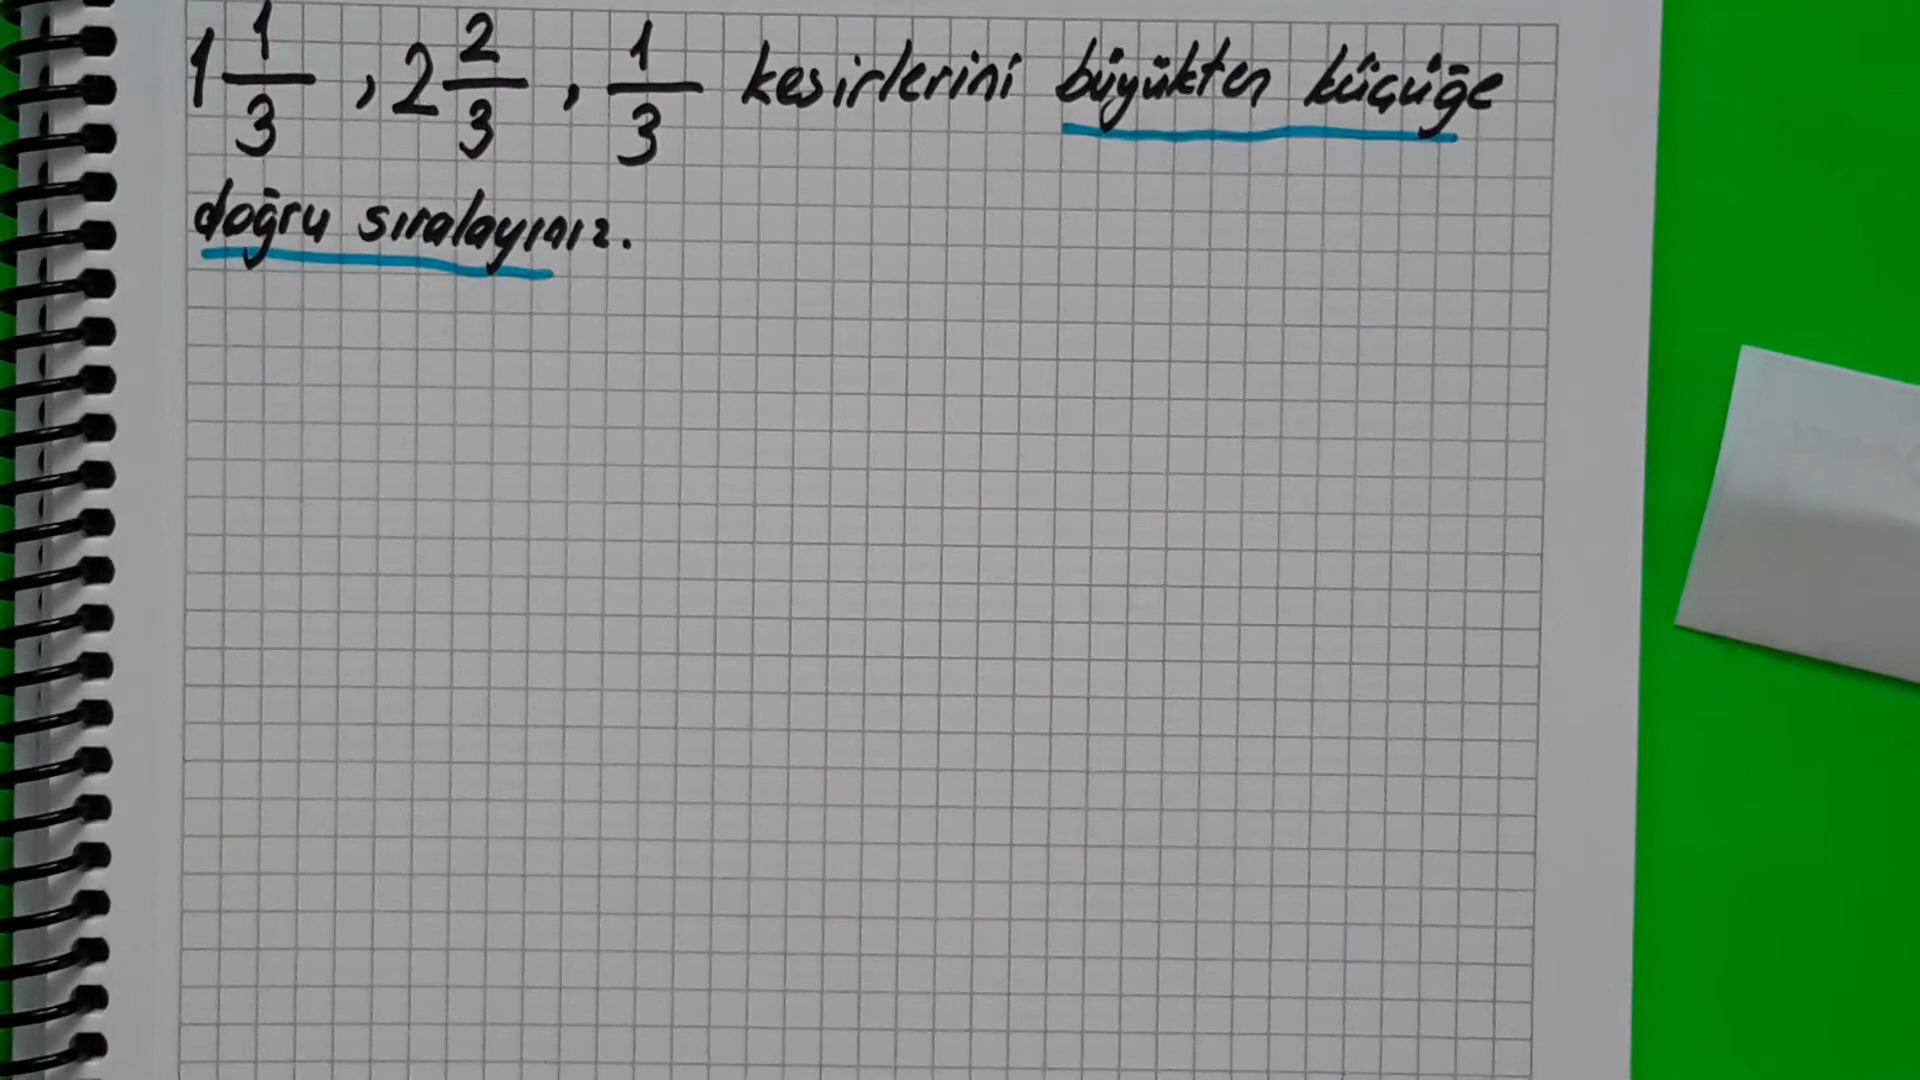 1 1/3 , 2 2/3 , 1/3 kesirlerini büyükten küçüğe
doğru sıralayınız.